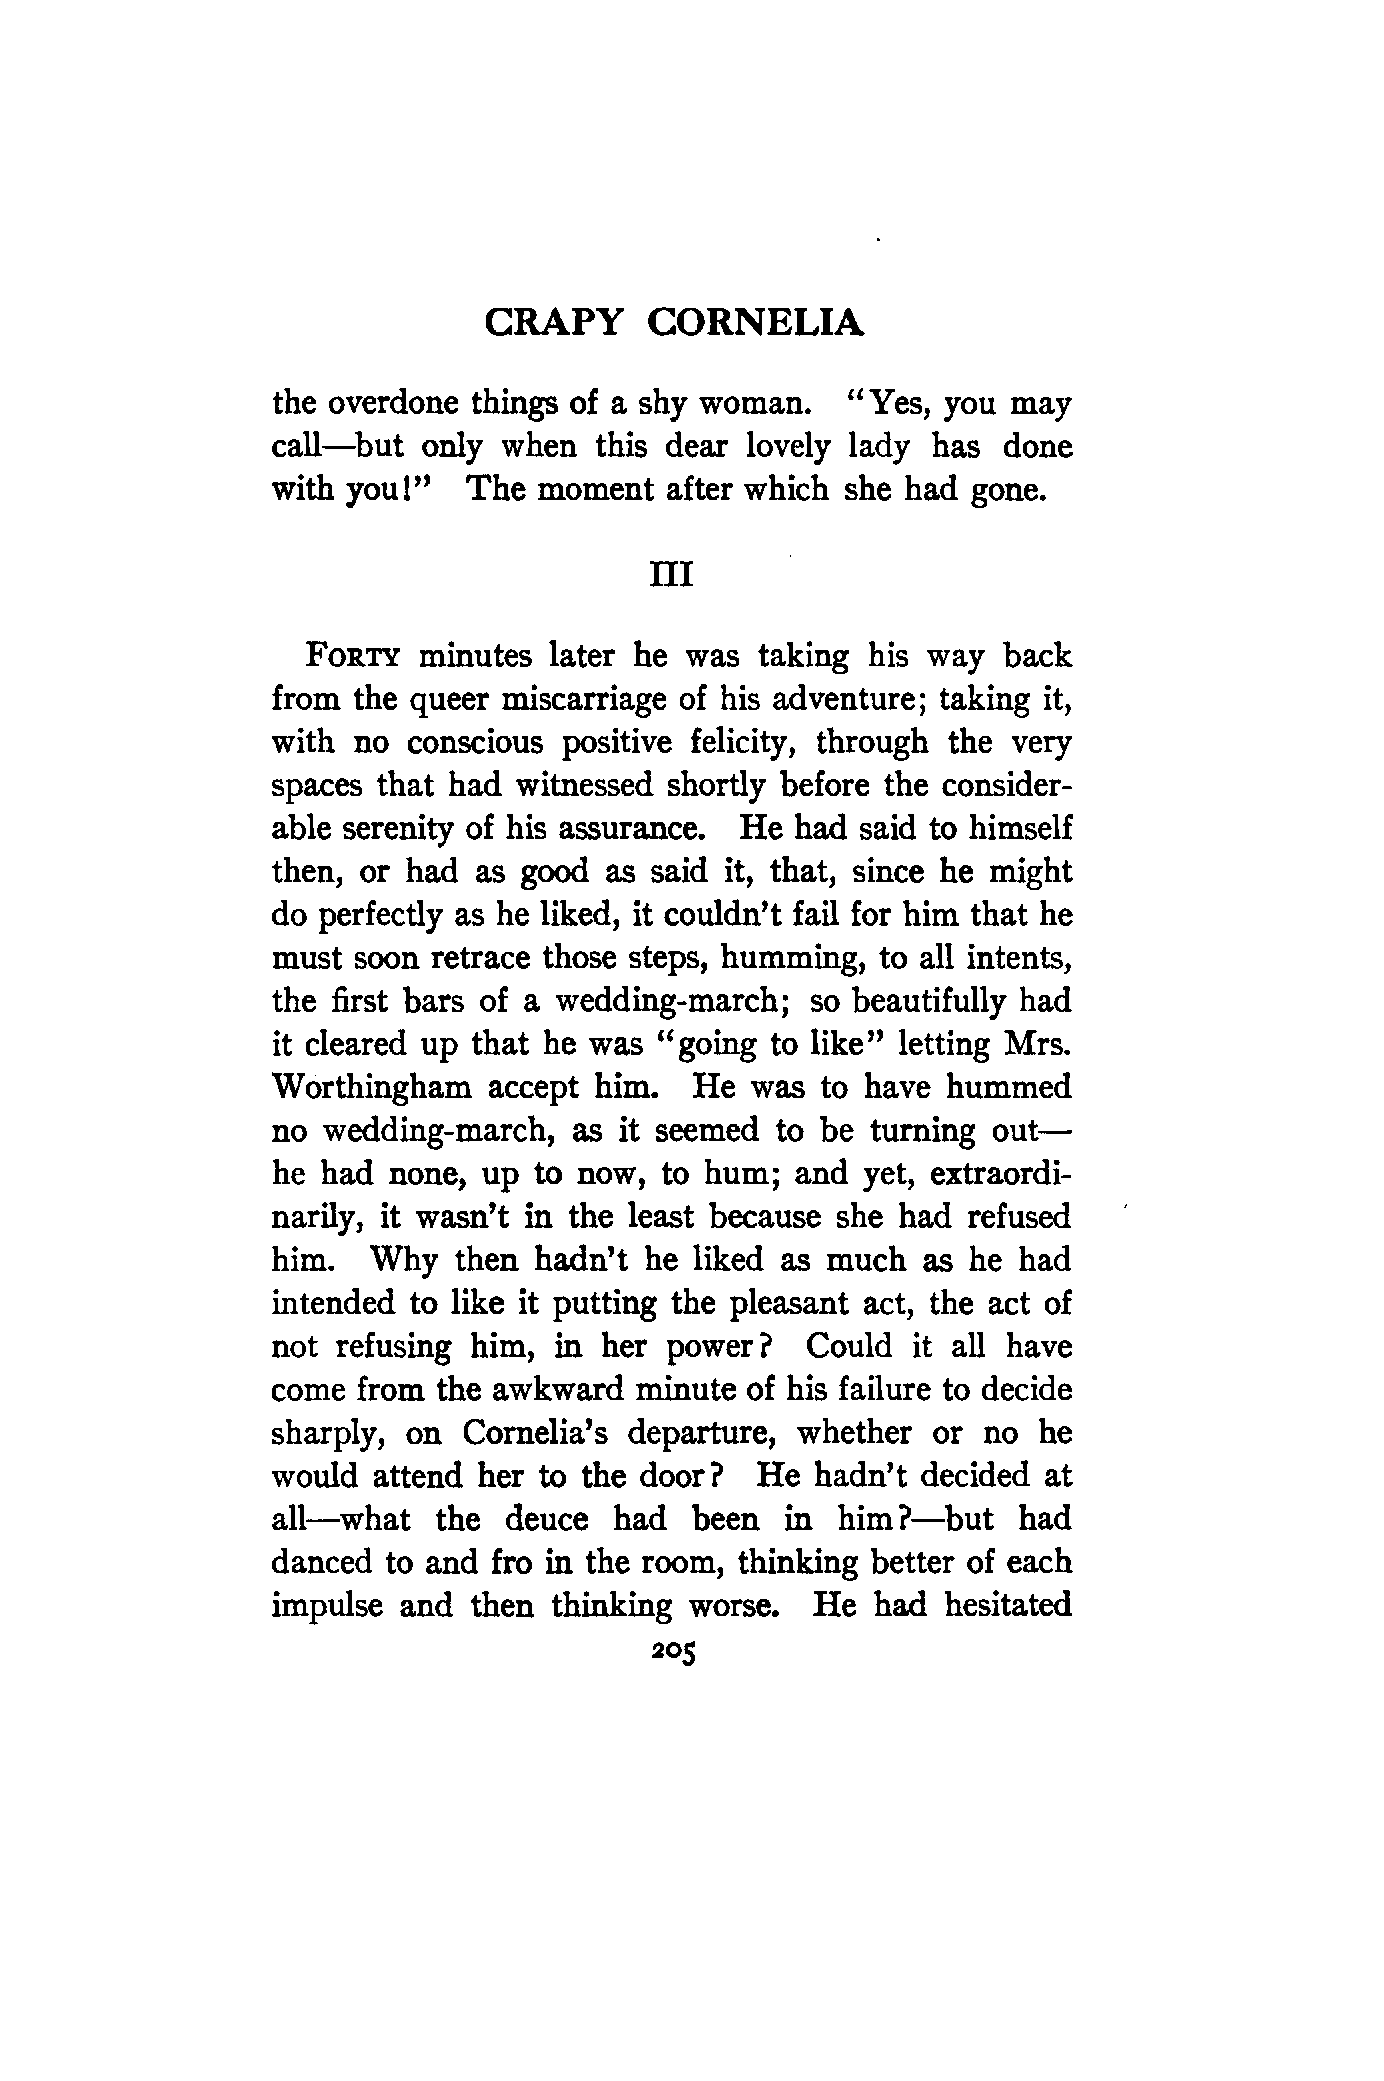 CRAPY CORNELIA
the overdone things of a shy woman. "Yes, you may
call—but only when this dear lovely lady has done
with you!" The moment after which she had gone.
III
FORTY minutes later he was taking his way back
from the queer miscarriage of his adventure; taking it,
with no conscious positive felicity, through the very
spaces that had witnessed shortly before the consider-
able serenity of his assurance. He had said to himself
then, or had as good as said it, that, since he might
do perfectly as he liked, it couldn't fail for him that he
must soon retrace those steps, humming, to all intents,
the first bars of a wedding-march; so beautifully had
it cleared up that he was "going to like" letting Mrs.
Worthingham accept him. He was to have hummed
no wedding-march, as it seemed to be turning out—
he had none, up to now, to hum; and yet, extraordi-
narily, it wasn't in the least because she had refused
him. Why then hadn't he liked as much as he had
intended to like it putting the pleasant act, the act of
not refusing him, in her power? Could it all have
come from the awkward minute of his failure to decide
sharply, on Cornelia's departure, whether or no he
would attend her to the door? He hadn't decided at
all—what the deuce had been in him?—but had
danced to and fro in the room, thinking better of each
impulse and then thinking worse. He had hesitated
205